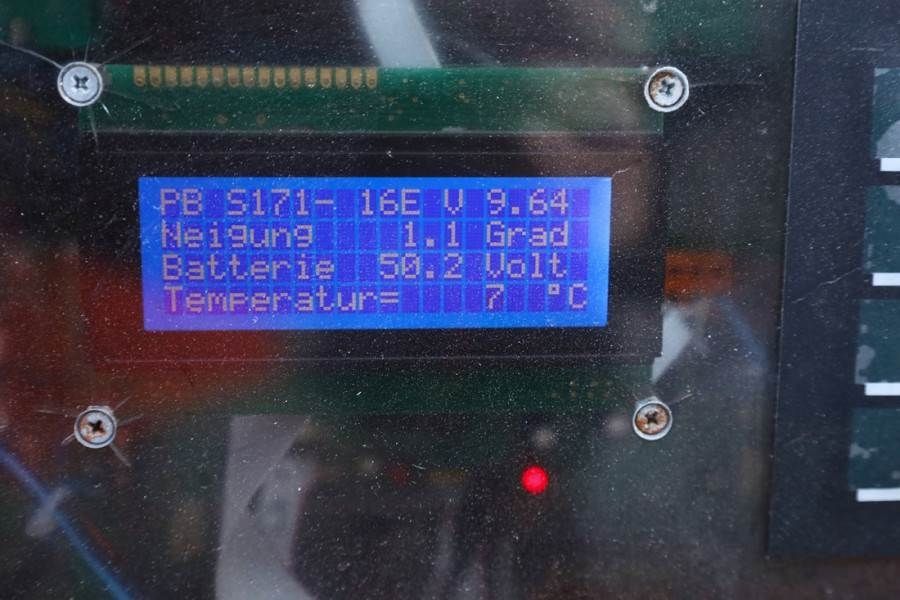 PB S171- 16E V 9.64
Neigung 1.1 Grad
Batterie 50.2 Volt
Temperatur= 7 °C